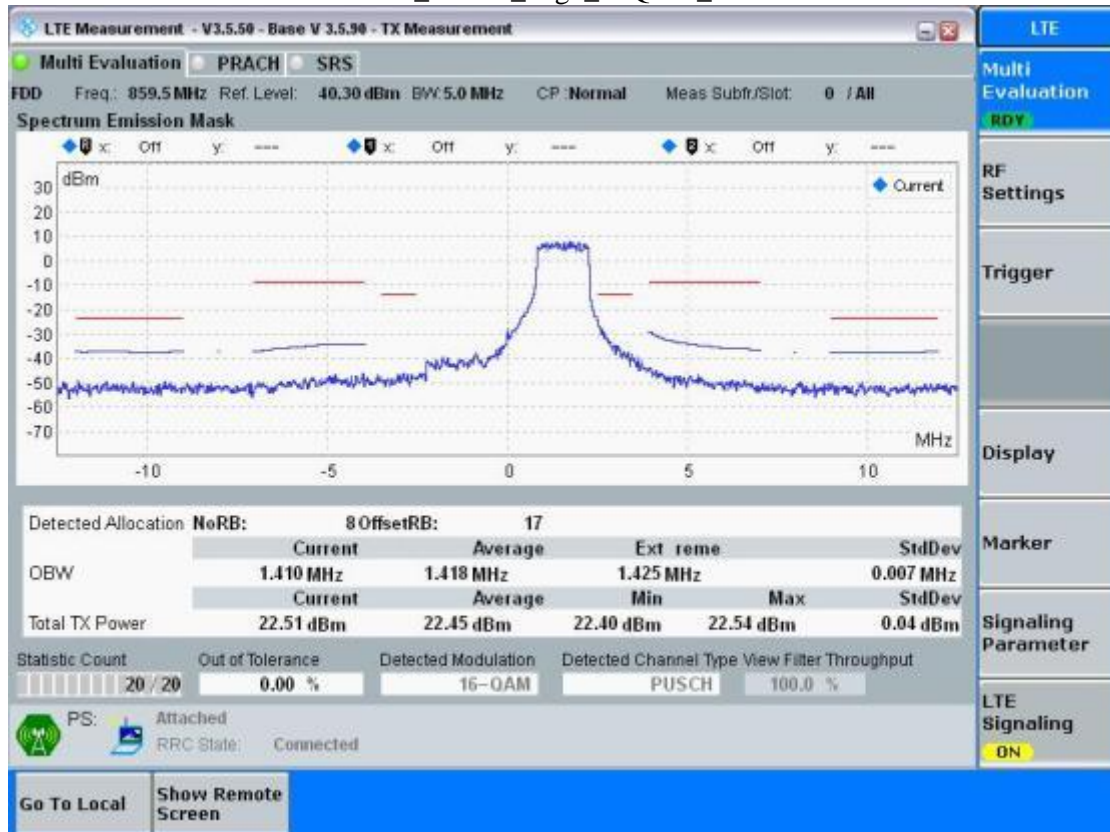 LTE Measurement - V3.5.50 - Base V 3.5.90 - TX Measurement
LTE
Multi Evaluation PRACH SRS
Multi Evaluation
RDY
FDD Freq.: 859.5 MHz Ref. Level: 40.30 dBm BW: 5.0 MHz CP :Normal Meas Subfr./Slot: 0 / All
Spectrum Emission Mask
x: Off y: --- x: Off y: --- x: Off y: ---
dBm
Current
30
20
10
0
-10
-20
-30
-40
-50
-60
-70
MHz
-10 -5 0 5 10
RF
Settings
Trigger
Display
Marker
Signaling
Parameter
LTE
Signaling
ON
Detected Allocation NoRB: 8 OffsetRB: 17
Current Average Ext reme StdDev
OBW 1.410 MHz 1.418 MHz 1.425 MHz 0.007 MHz
Current Average Min Max StdDev
Total TX Power 22.51 dBm 22.45 dBm 22.40 dBm 22.54 dBm 0.04 dBm
Statistic Count Out of Tolerance Detected Modulation Detected Channel Type View Filter Throughput
20 / 20 0.00 % 16-QAM PUSCH 100.0 %
PS: Attached
RRC State: Connected
Go To Local
Show Remote
Screen